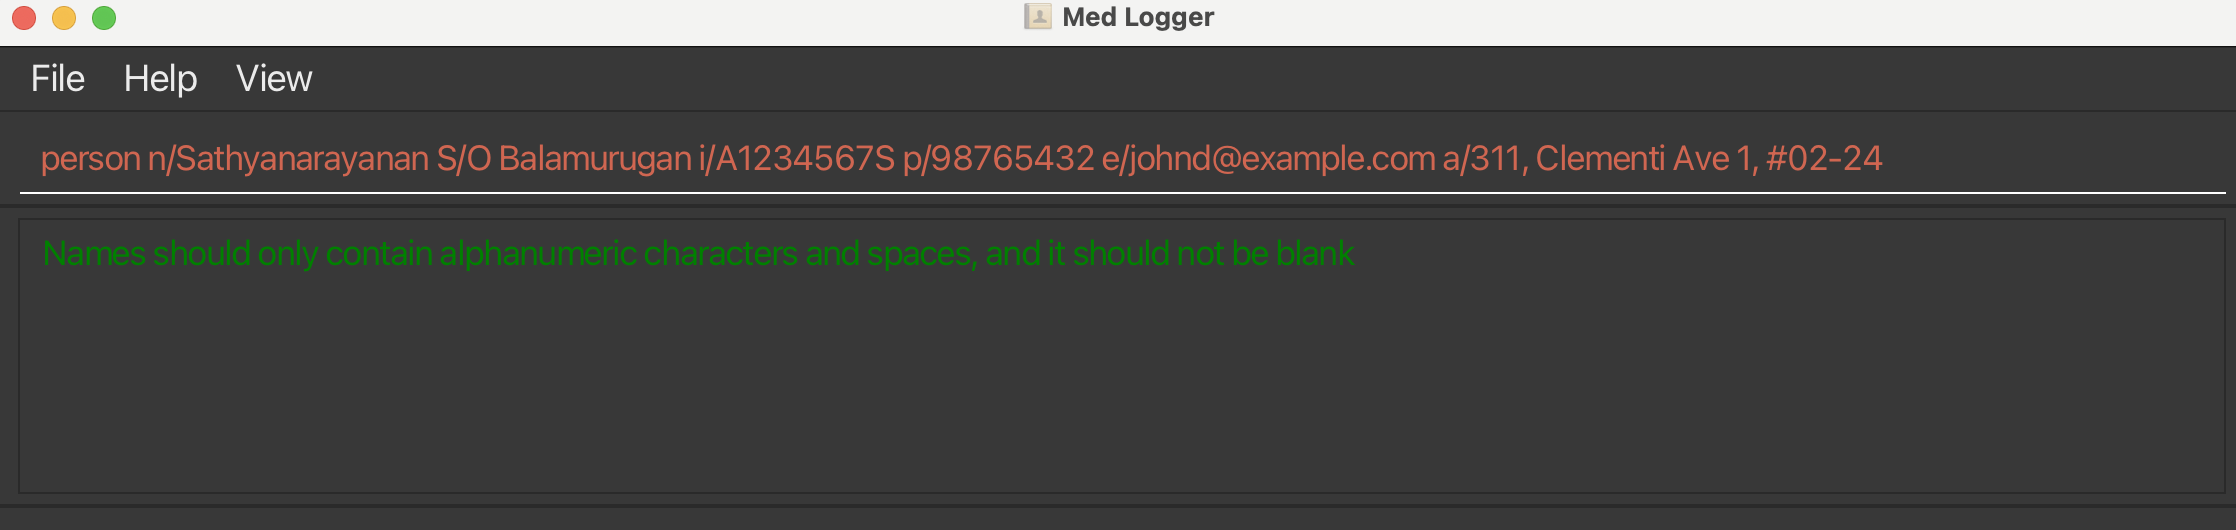 Med Logger
File Help View
person n/Sathyanarayanan S/O Balamurugan i/A1234567S p/98765432 e/johnd@example.com a/311, Clementi Ave 1, #02-24
Names should only contain alphanumeric characters and spaces, and it should not be blank